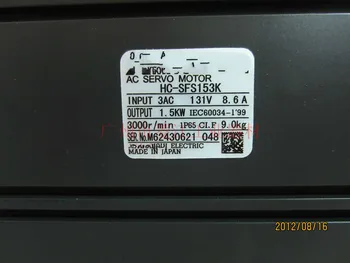 AC SERVO MOTOR
HC-SFS153K
INPUT 3AC 131V 8.6A
OUTPUT 1.5KW IEC60034-1'99
3000r/min IP65 CI.F 9.0kg
SER.No.M62430621 048
ELECTRIC
MADE IN JAPAN
2012/08/16